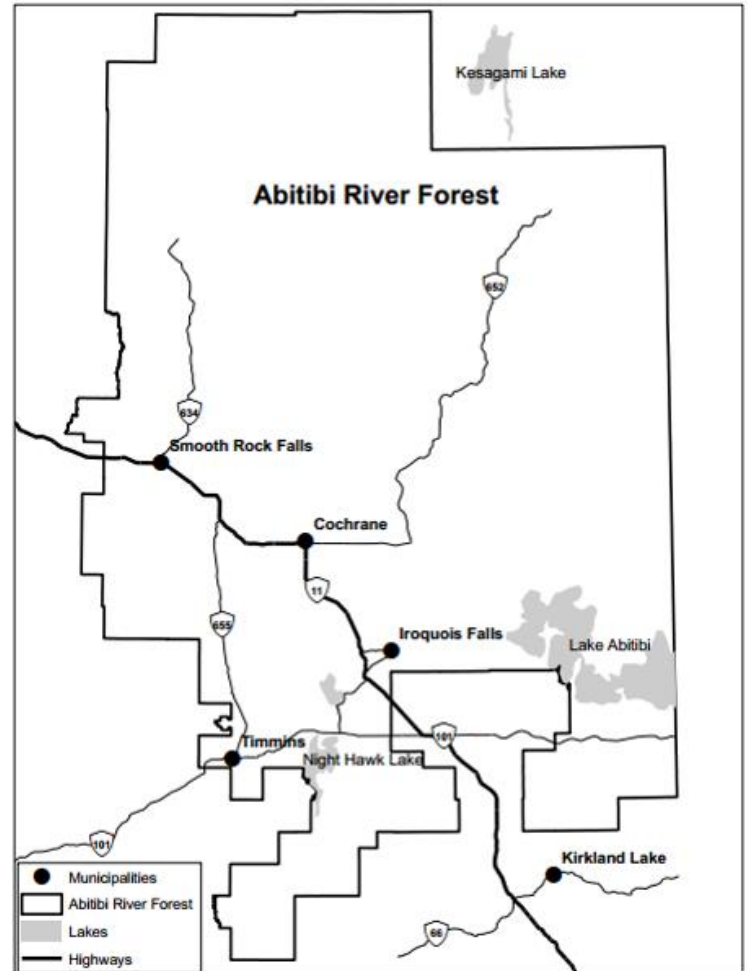 Kesagami Lake
Abitibi River Forest
652
634
Smooth Rock Falls
Cochrane
11
655
Iroquois Falls
Lake Abitibi
101
Timmins
Night Hawk Lake
101
Kirkland Lake
66
Municipalities
Abitibi River Forest
Lakes
Highways